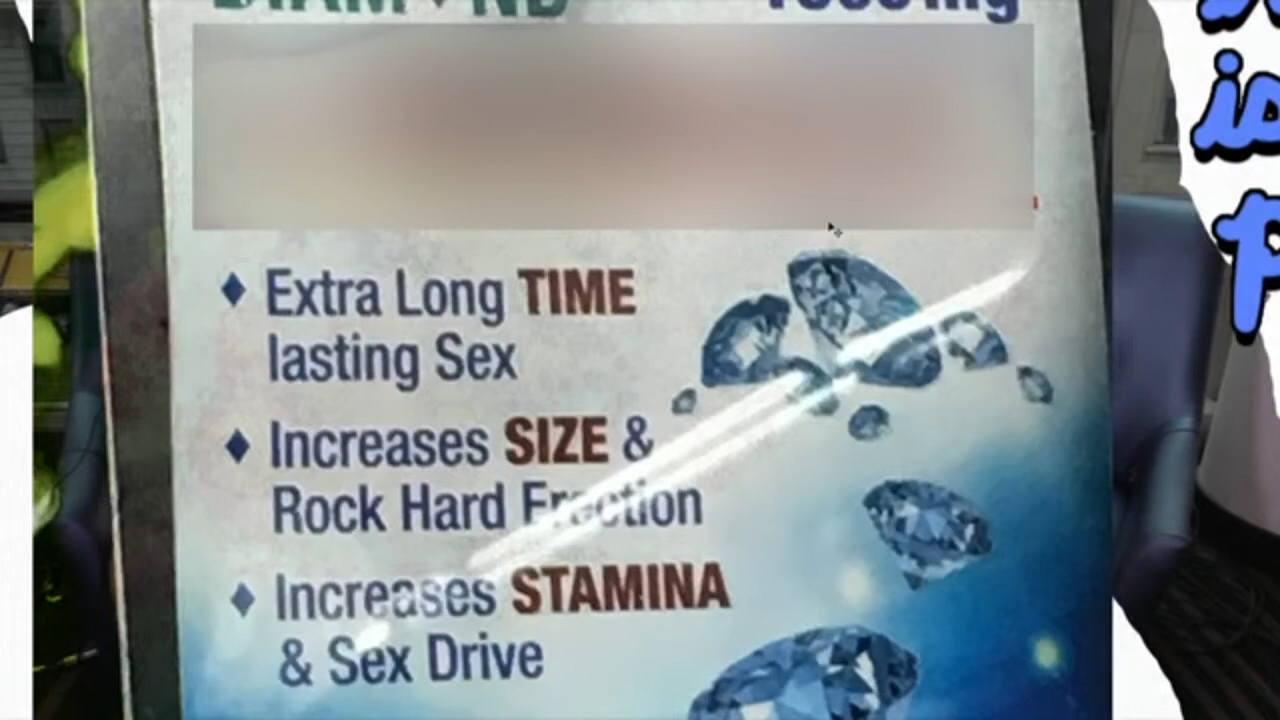 Extra Long TIME
lasting Sex
Increases SIZE &
Rock Hard Erection
Increases STAMINA
& Sex Drive